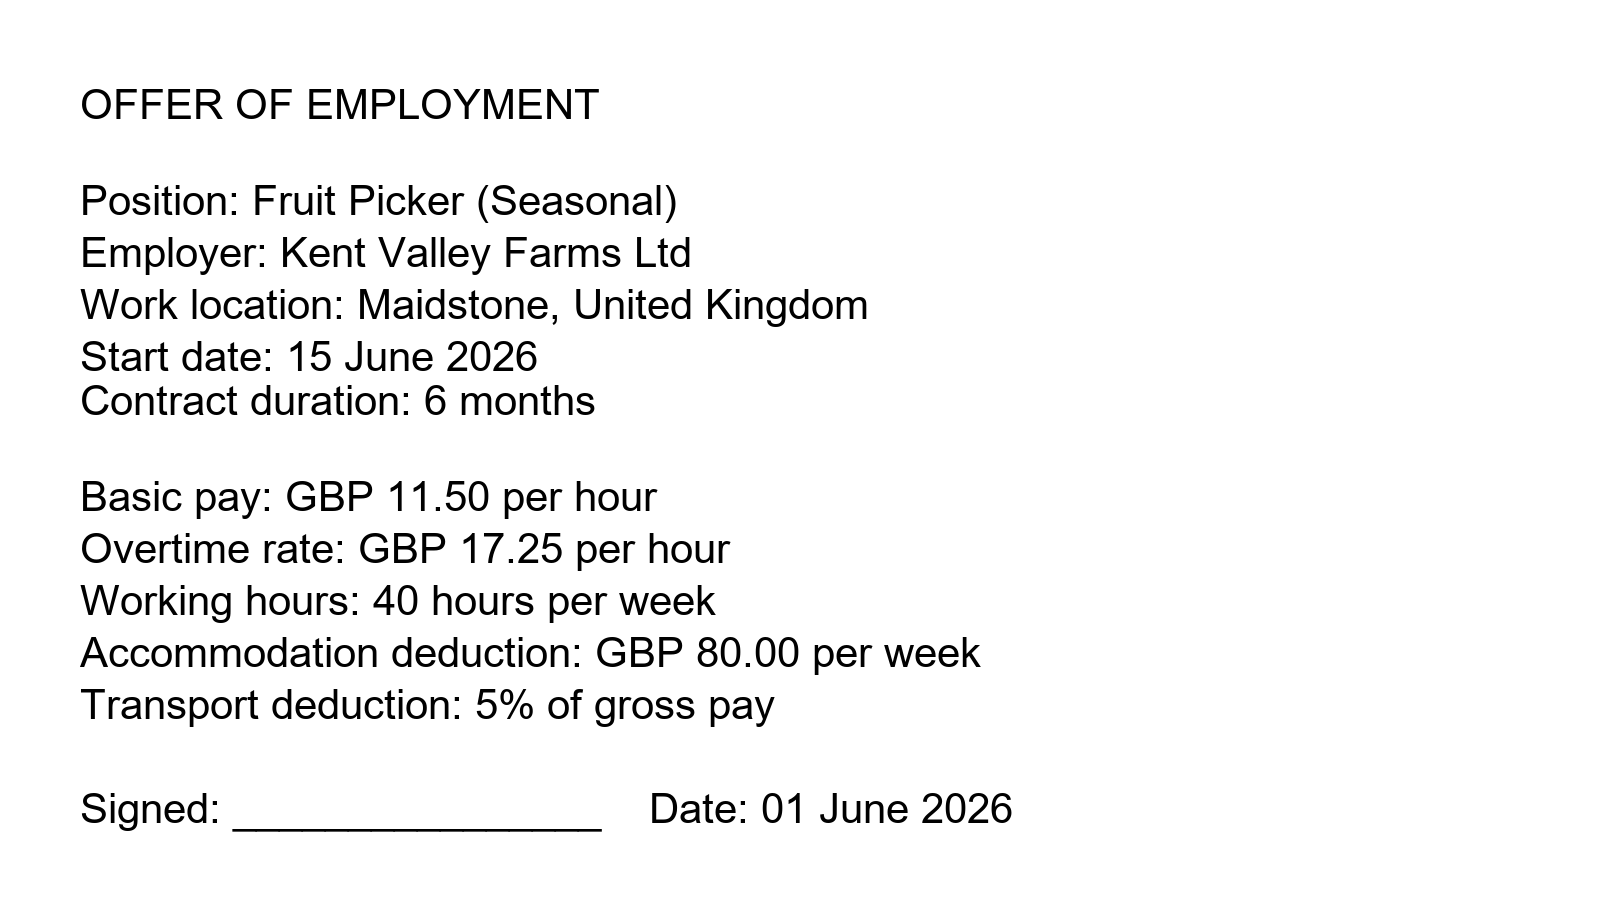 OFFER OF EMPLOYMENT
Position: Fruit Picker (Seasonal)
Employer: Kent Valley Farms Ltd
Work location: Maidstone, United Kingdom
Start date: 15 June 2026
Contract duration: 6 months
Basic pay: GBP 11.50 per hour
Overtime rate: GBP 17.25 per hour
Working hours: 40 hours per week
Accommodation deduction: GBP 80.00 per week
Transport deduction: 5% of gross pay
Signed: ________________ Date: 01 June 2026